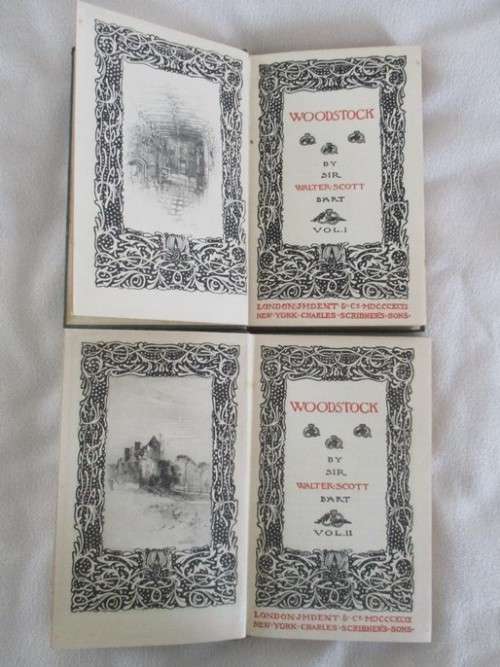 WOODSTOCK
BY
SIR
WALTER·SCOTT
BART
VOL.I
LONDON·J·M·DENT·&·Co·MDCCCXCIX
NEW·YORK·CHARLES·SCRIBNER'S·SONS·
WOODSTOCK
BY
SIR
WALTER·SCOTT
BART
VOL.II
LONDON·J·M·DENT·&·Co·MDCCCXCIX
NEW·YORK·CHARLES·SCRIBNER'S·SONS·